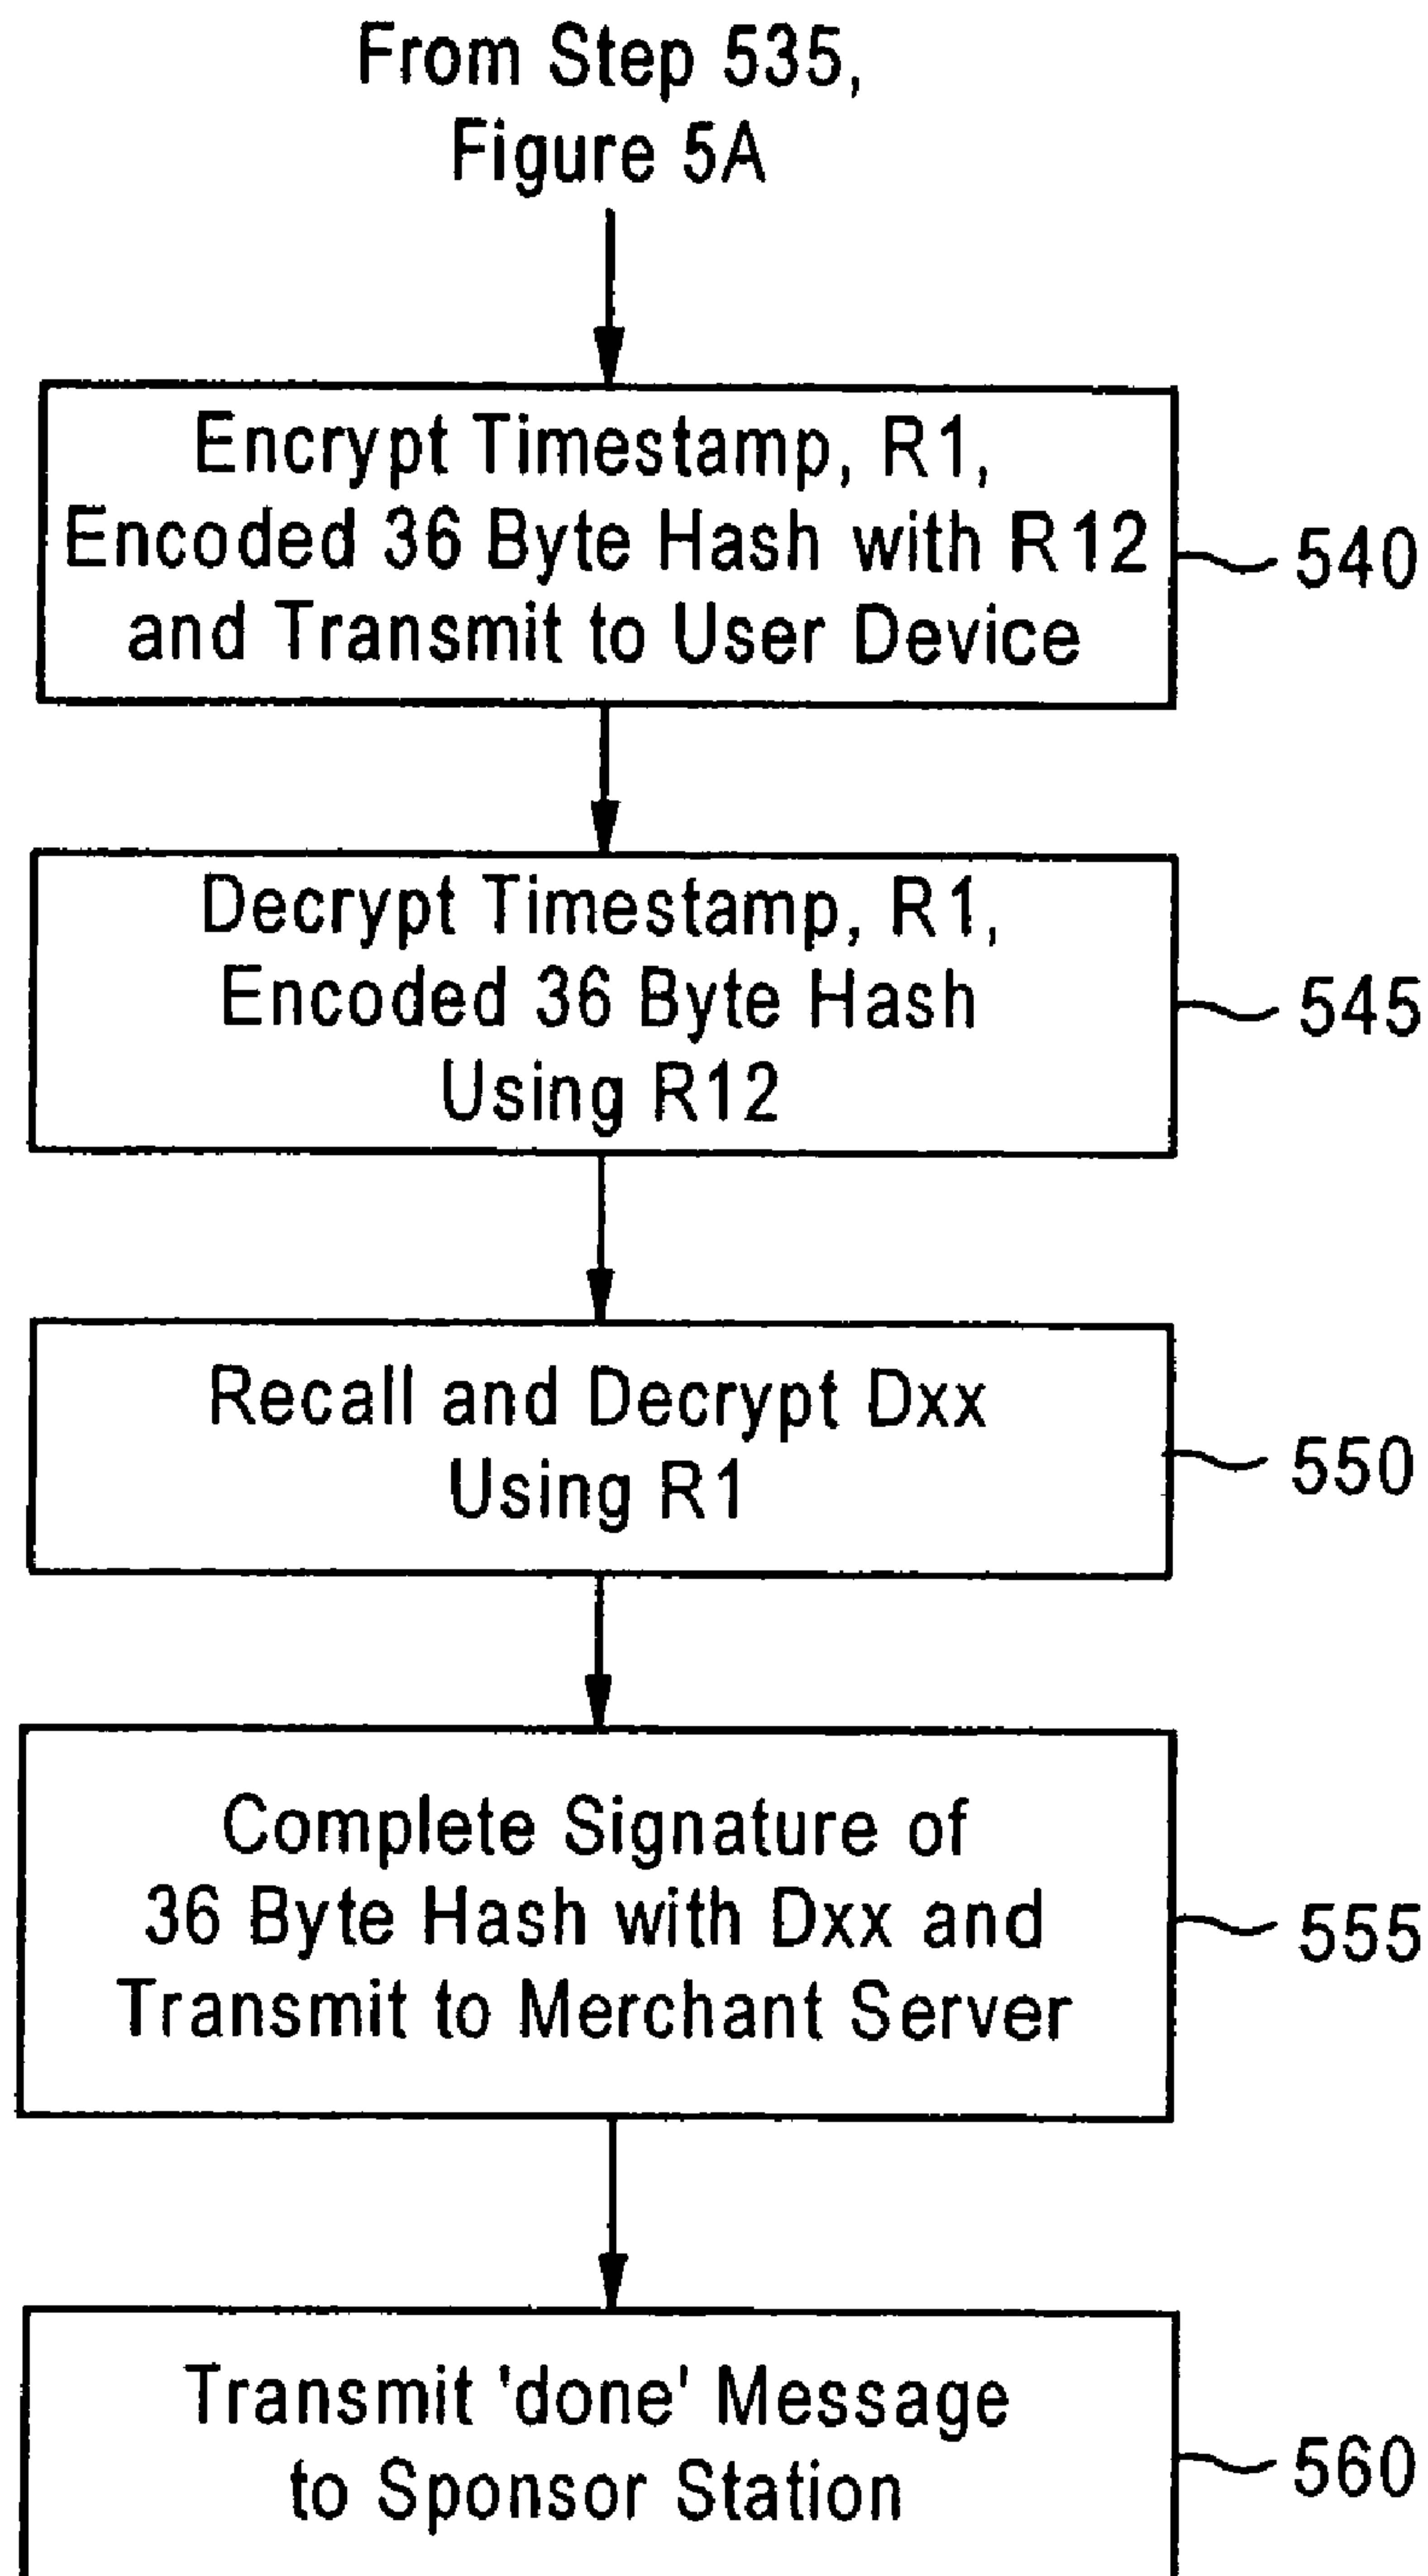 From Step 535,
Figure 5A
Encrypt Timestamp, R1,
Encoded 36 Byte Hash with R12
and Transmit to User Device
540
Decrypt Timestamp, R1,
Encoded 36 Byte Hash
Using R12
545
Recall and Decrypt Dxx
Using R1
550
Complete Signature of
36 Byte Hash with Dxx and
Transmit to Merchant Server
555
Transmit 'done' Message
to Sponsor Station
560